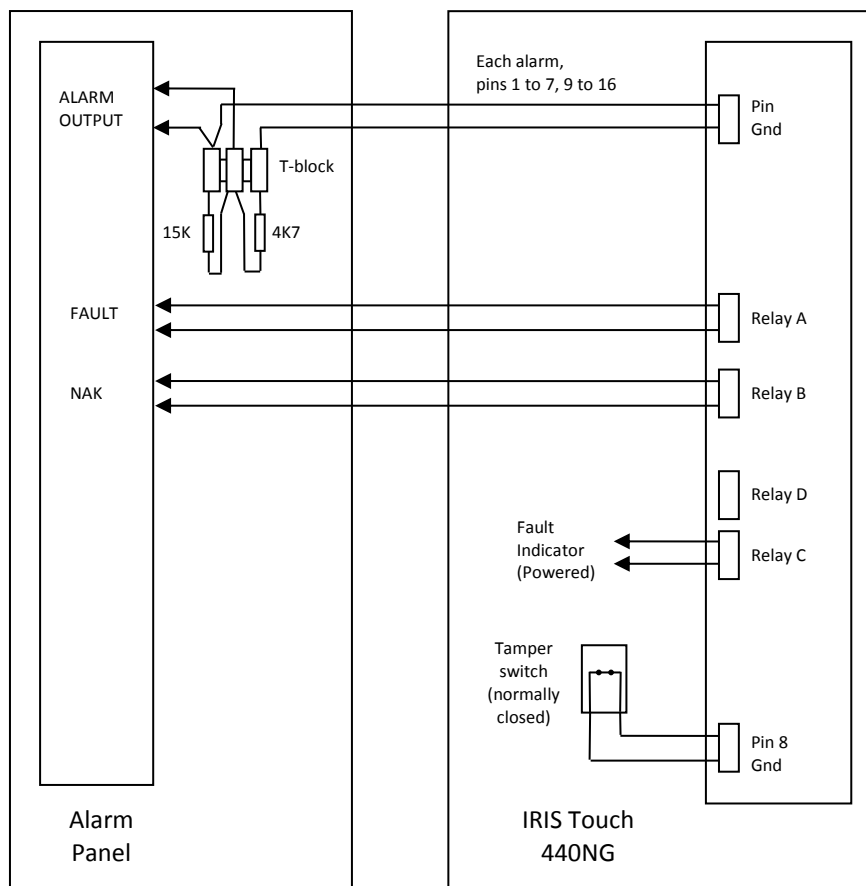 Each alarm,
pins 1 to 7, 9 to 16
ALARM
OUTPUT
Pin
Gnd
T-block
15K
4K7
FAULT
Relay A
NAK
Relay B
Relay D
Fault
Indicator
(Powered)
Relay C
Tamper
switch
(normally
closed)
Pin 8
Gnd
Alarm
Panel
IRIS Touch
440NG